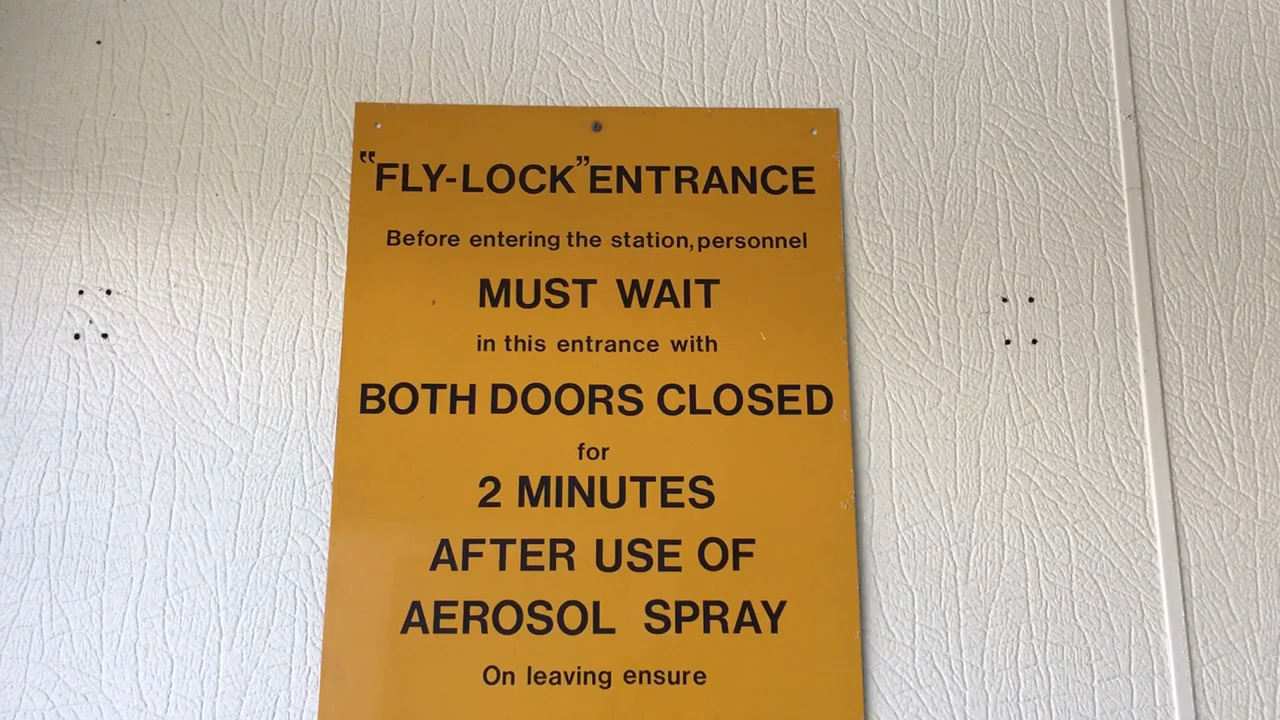 "FLY-LOCK" ENTRANCE
Before entering the station, personnel
MUST WAIT
in this entrance with
BOTH DOORS CLOSED
for
2 MINUTES
AFTER USE OF
AEROSOL SPRAY
On leaving ensure